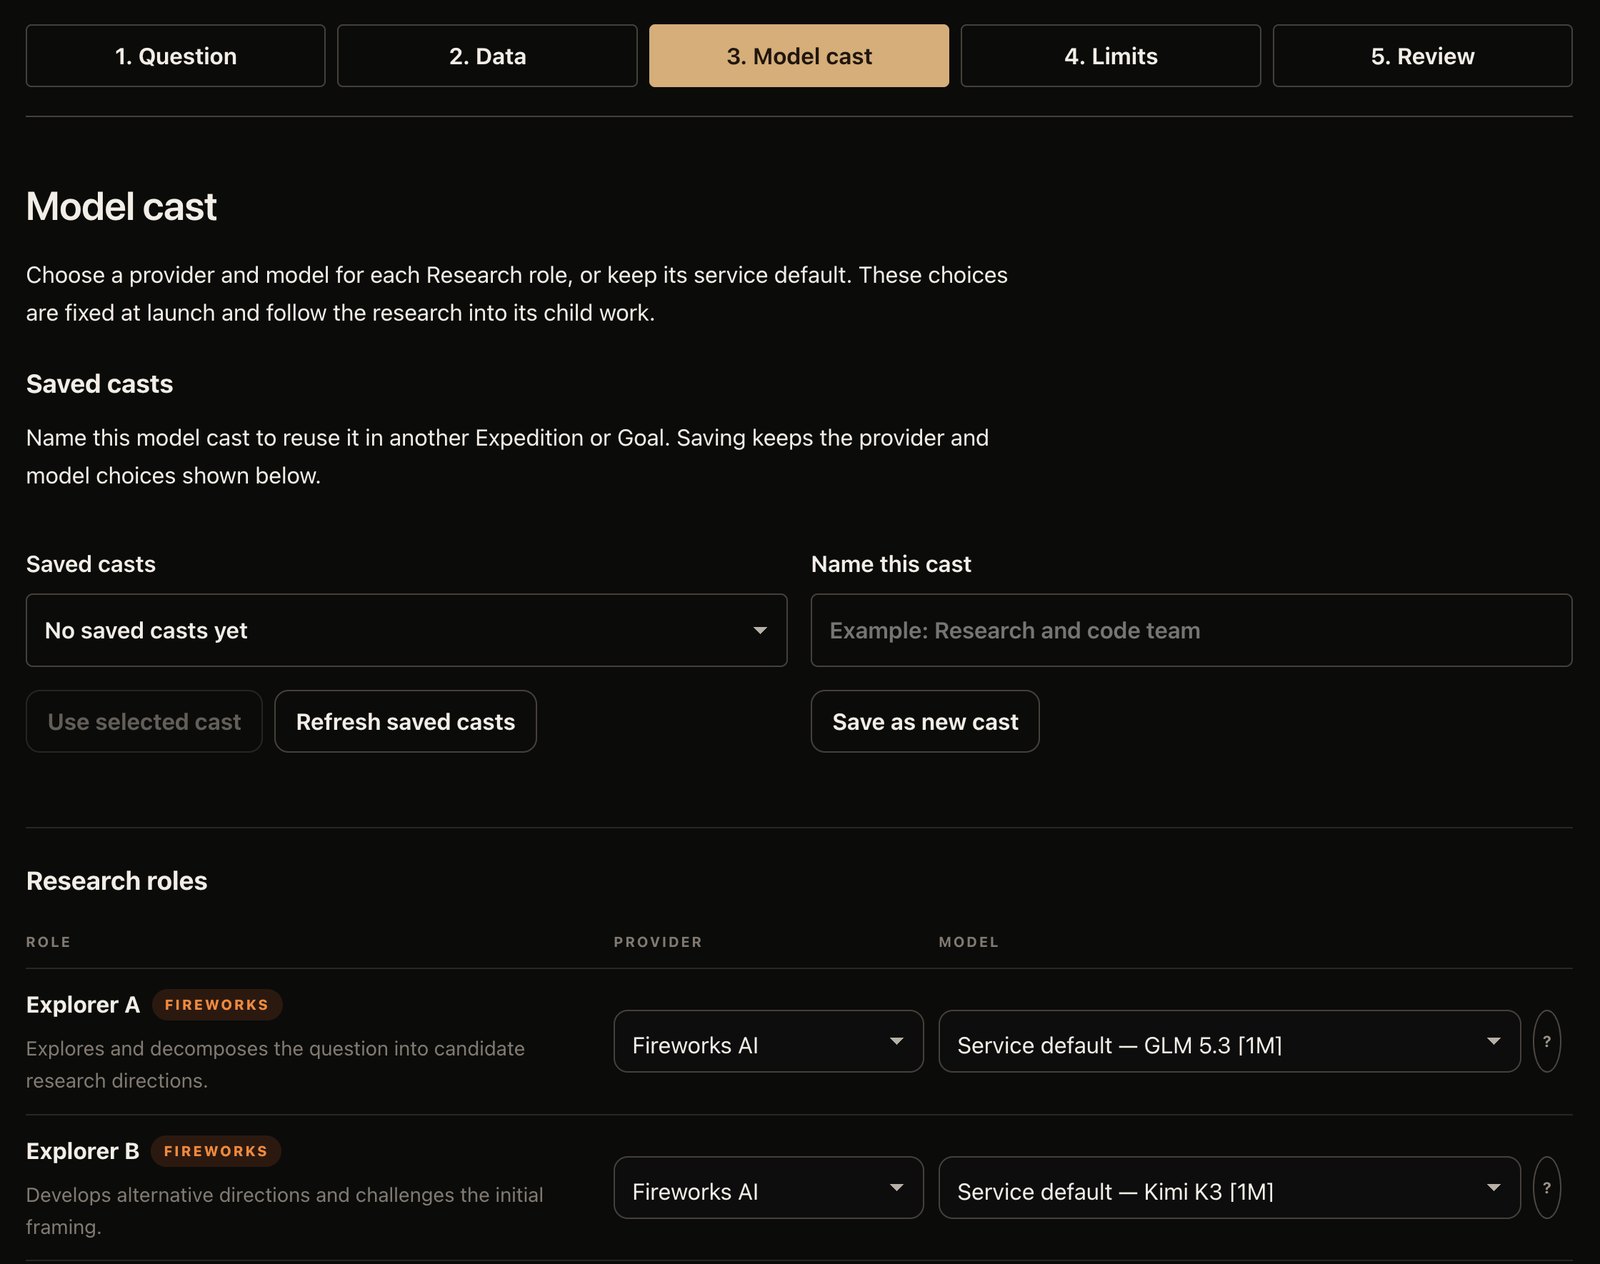 1. Question
2. Data
3. Model cast
4. Limits
5. Review
Model cast
Choose a provider and model for each Research role, or keep its service default. These choices
are fixed at launch and follow the research into its child work.
Saved casts
Name this model cast to reuse it in another Expedition or Goal. Saving keeps the provider and
model choices shown below.
Saved casts
No saved casts yet
Use selected cast
Refresh saved casts
Name this cast
Example: Research and code team
Save as new cast
Research roles
ROLE
PROVIDER
MODEL
Explorer A
FIREWORKS
Explores and decomposes the question into candidate
research directions.
Fireworks AI
Service default — GLM 5.3 [1M]
?
Explorer B
FIREWORKS
Develops alternative directions and challenges the initial
framing.
Fireworks AI
Service default — Kimi K3 [1M]
?